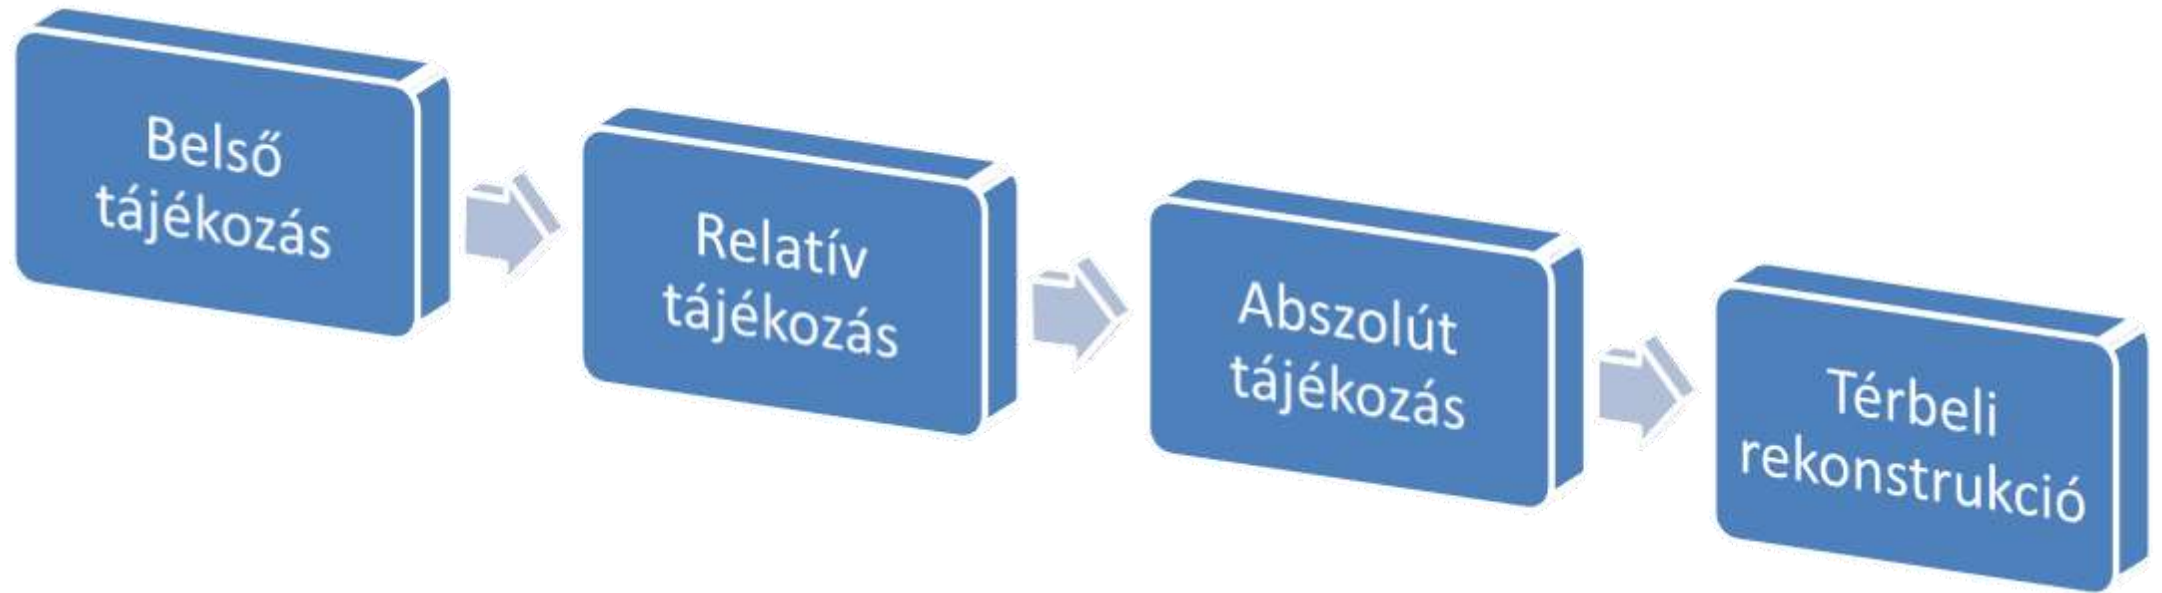 Belső
tájékozás
Relatív
tájékozás
Abszolút
tájékozás
Térbeli
rekonstrukció